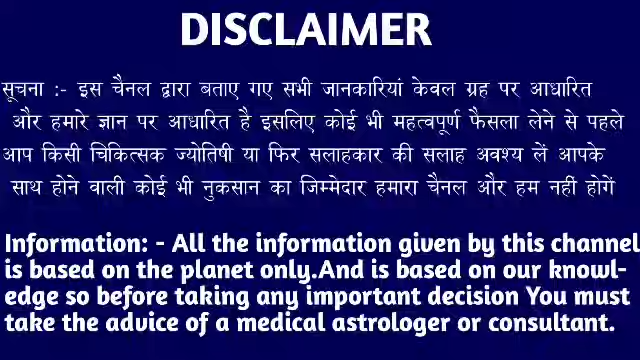 DISCLAIMER
सूचना :- इस चैनल द्वारा बताए गए सभी जानकारियां केवल ग्रह पर आधारित
और हमारे ज्ञान पर आधारित है इसलिए कोई भी महत्वपूर्ण फैसला लेने से पहले
आप किसी चिकित्सक ज्योतिषी या फिर सलाहकार की सलाह अवश्य लें आपके
साथ होने वाली कोई भी नुकसान का जिम्मेदार हमारा चैनल और हम नहीं होगें
Information: - All the information given by this channel
is based on the planet only.And is based on our knowl-
edge so before taking any important decision You must
take the advice of a medical astrologer or consultant.